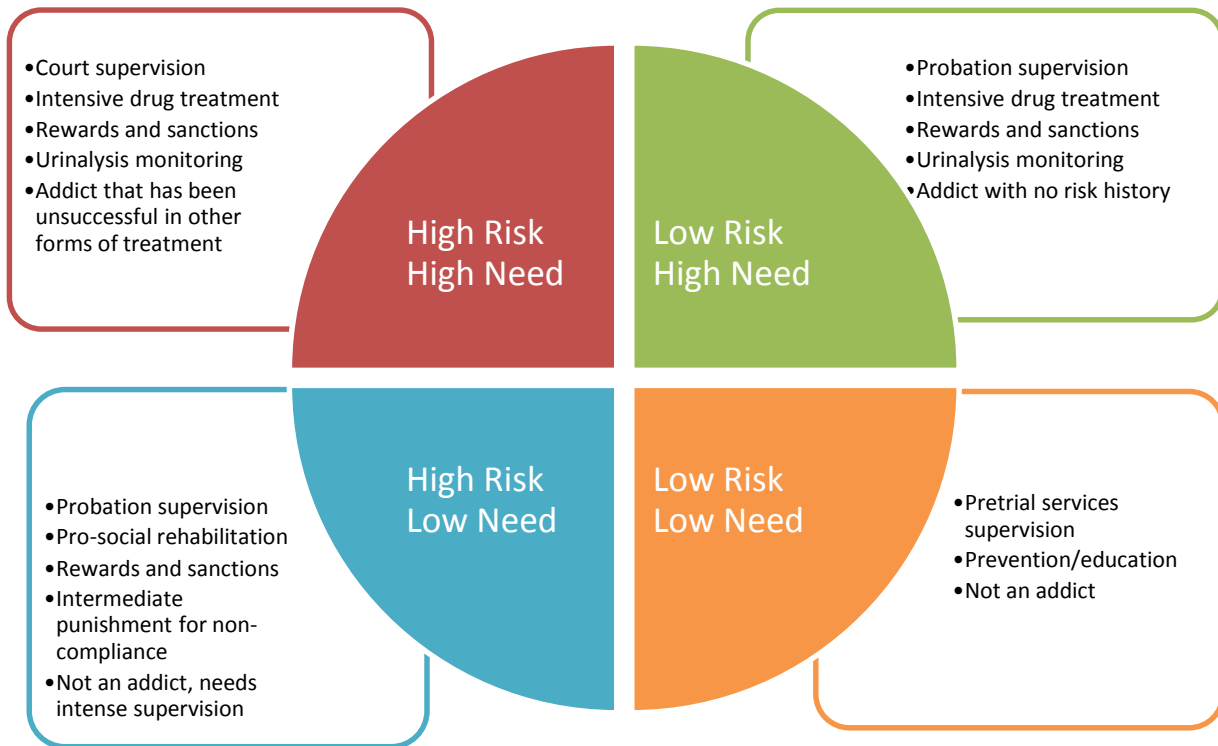 •Court supervision
•Intensive drug treatment
•Rewards and sanctions
•Urinalysis monitoring
•Addict that has been
unsuccessful in other
forms of treatment
High Risk
High Need
Low Risk
High Need
•Probation supervision
•Intensive drug treatment
•Rewards and sanctions
•Urinalysis monitoring
•Addict with no risk history
•Probation supervision
•Pro-social rehabilitation
•Rewards and sanctions
•Intermediate
punishment for non-
compliance
•Not an addict, needs
intense supervision
High Risk
Low Need
Low Risk
Low Need
•Pretrial services
supervision
•Prevention/education
•Not an addict